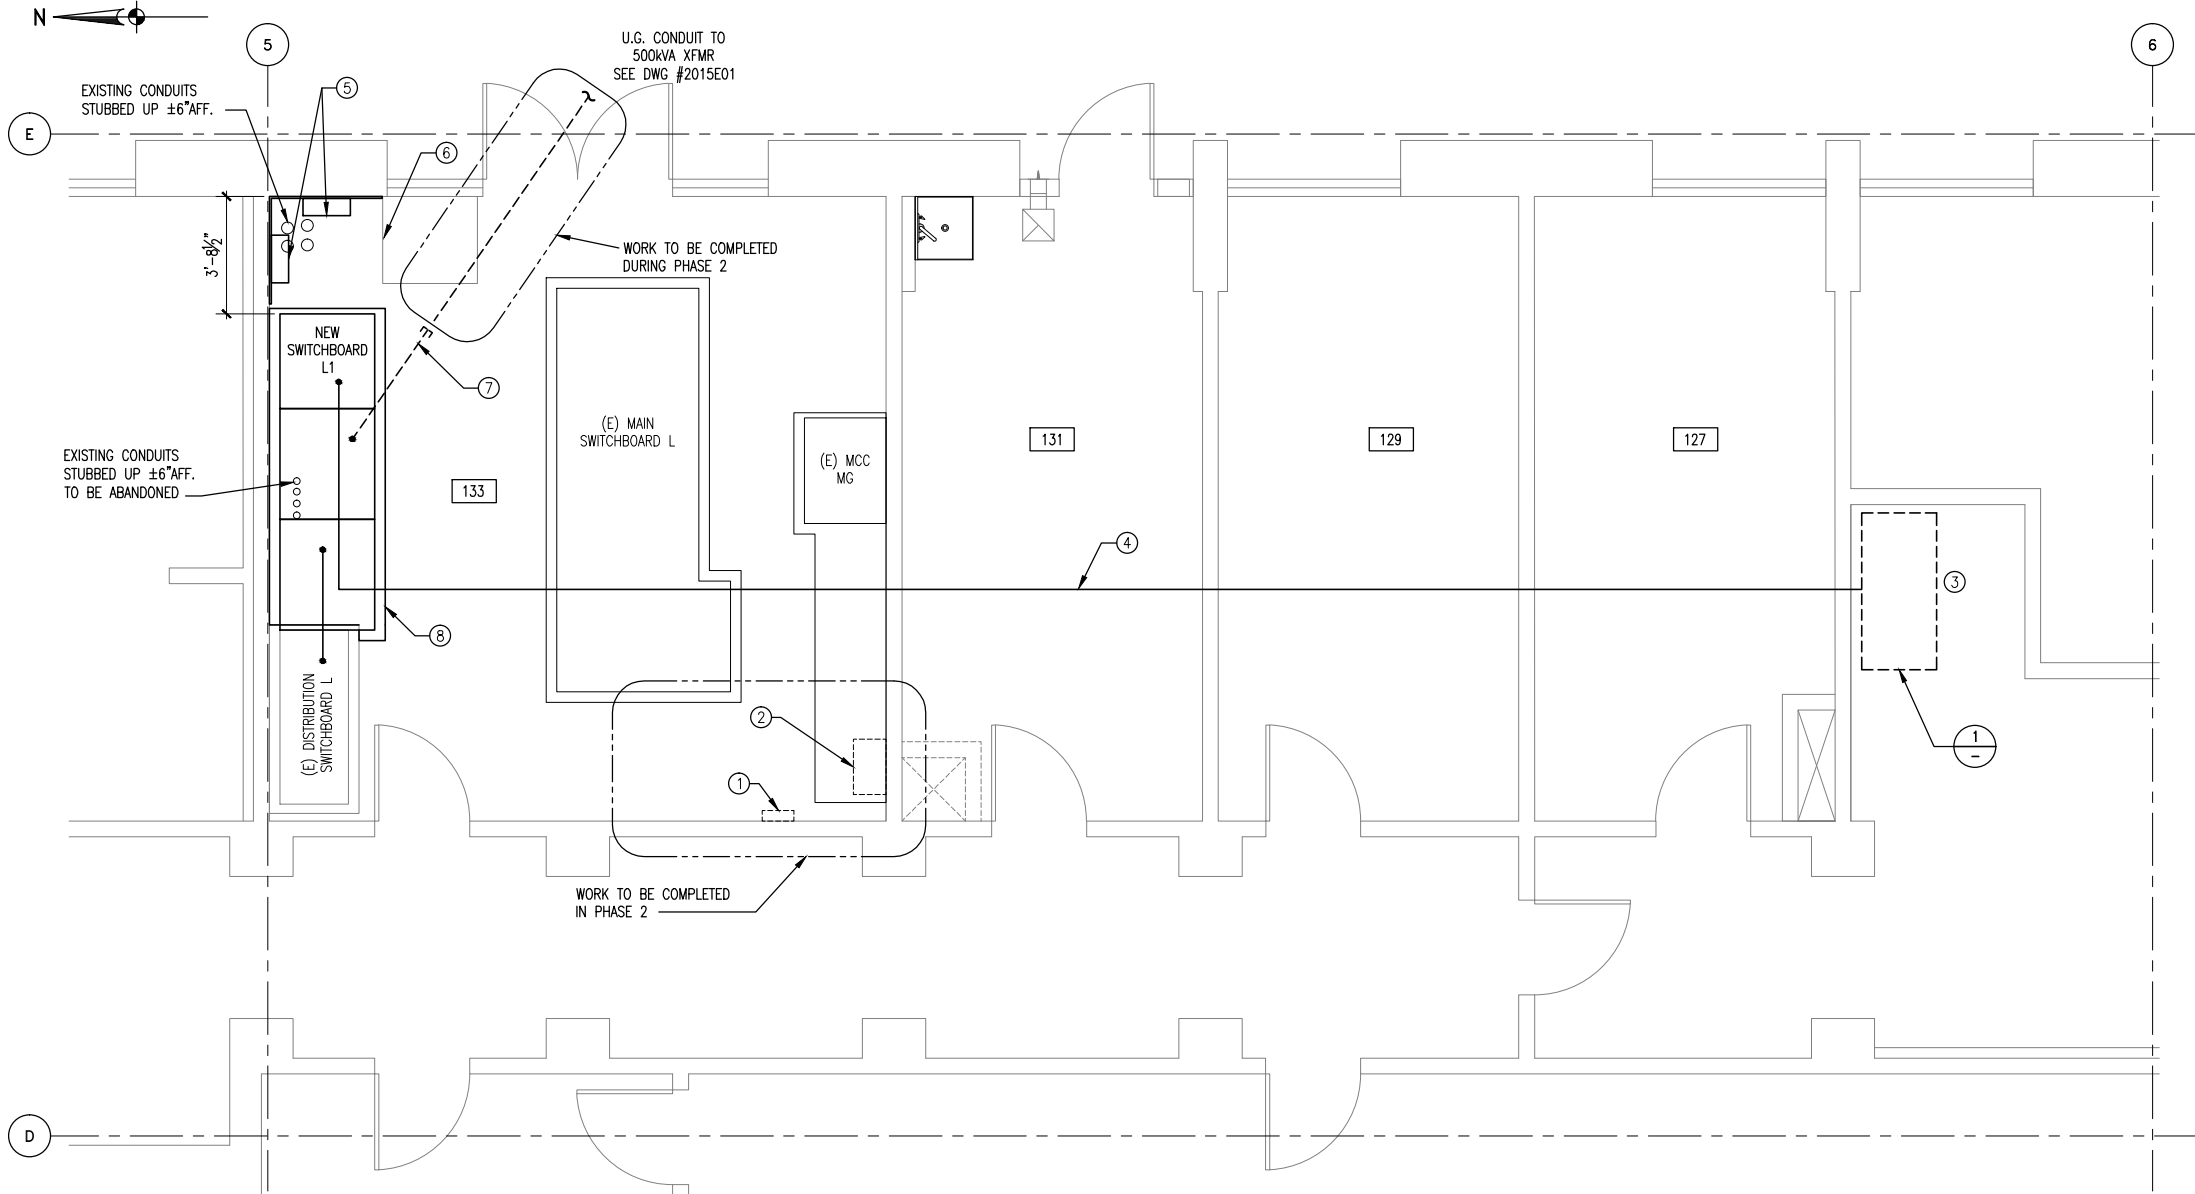 N
5
6
U.G. CONDUIT TO
500kVA XFMR
SEE DWG #2015E01
EXISTING CONDUITS
STUBBED UP ±6"AFF.
5
E
6
3'-8½"
WORK TO BE COMPLETED
DURING PHASE 2
NEW
SWITCHBOARD
L1
E
7
(E) MAIN
SWITCHBOARD L
131
129
127
EXISTING CONDUITS
STUBBED UP ±6"AFF.
TO BE ABANDONED
(E) MCC
MG
133
4
3
8
(E) DISTRIBUTION
SWITCHBOARD L
2
1
1
-
WORK TO BE COMPLETED
IN PHASE 2
D